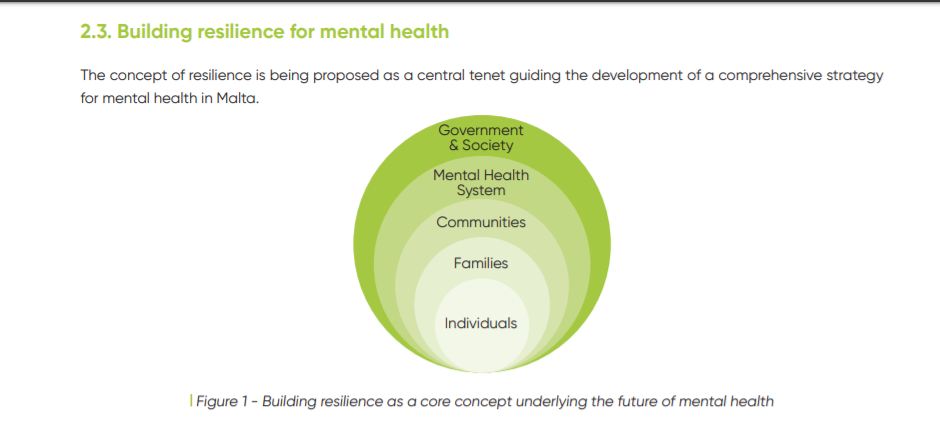 2.3. Building resilience for mental health
The concept of resilience is being proposed as a central tenet guiding the development of a comprehensive strategy
for mental health in Malta.
Government
& Society
Mental Health
System
Communities
Families
Individuals
Figure 1 - Building resilience as a core concept underlying the future of mental health